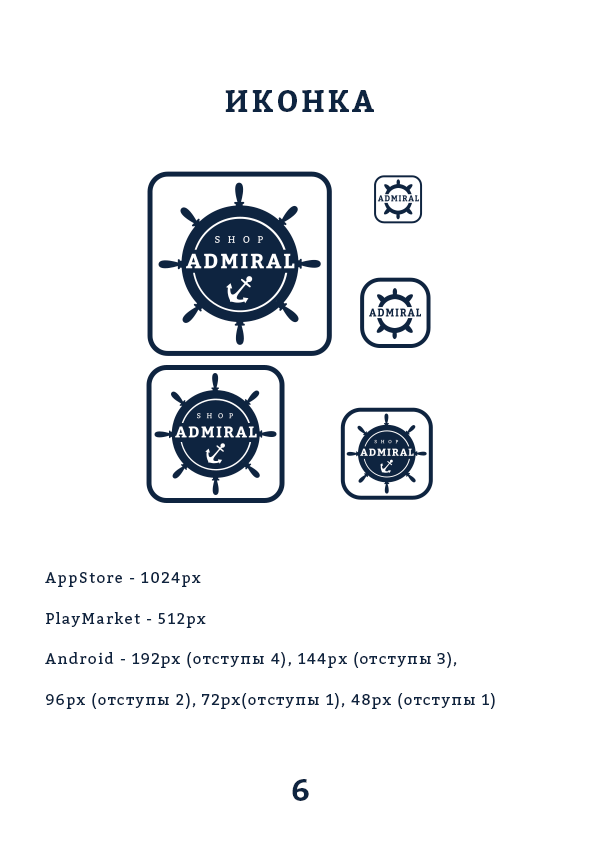 ИКОНКА
SHOP
ADMIRAL
ADMIRAL
ADMIRAL
SHOP
ADMIRAL
SHOP
ADMIRAL
AppStore - 1024px
PlayMarket - 512px
Android - 192px (отступы 4), 144px (отступы 3),
96px (отступы 2), 72px(отступы 1), 48px (отступы 1)
6